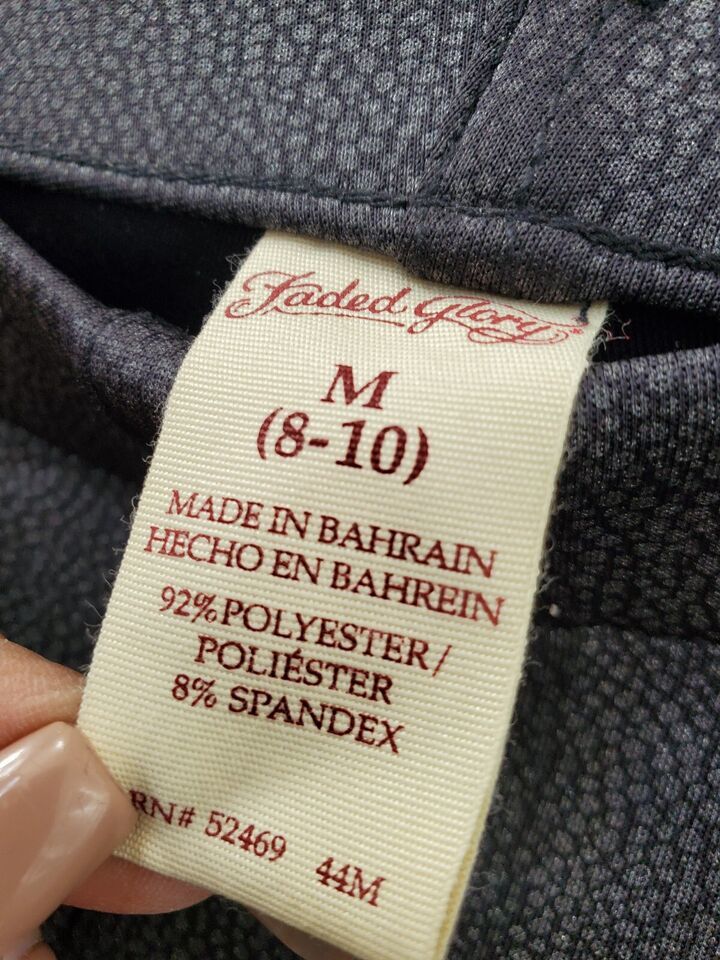 Faded Glory
M
(8-10)
MADE IN BAHRAIN
HECHO EN BAHREIN
92% POLYESTER/
POLIÉSTER
8% SPANDEX
RN# 52469 44M